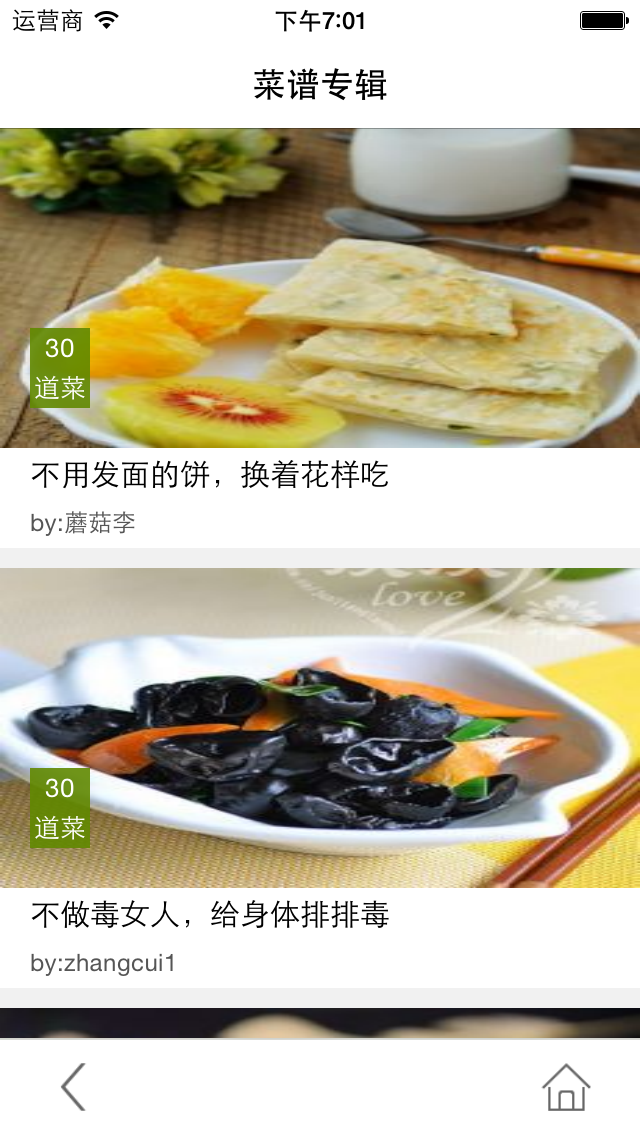 运营商
下午7:01
菜谱专辑
30
道菜
不用发面的饼，换着花样吃
by:蘑菇李
love
30
道菜
不做毒女人，给身体排排毒
by:zhangcui1